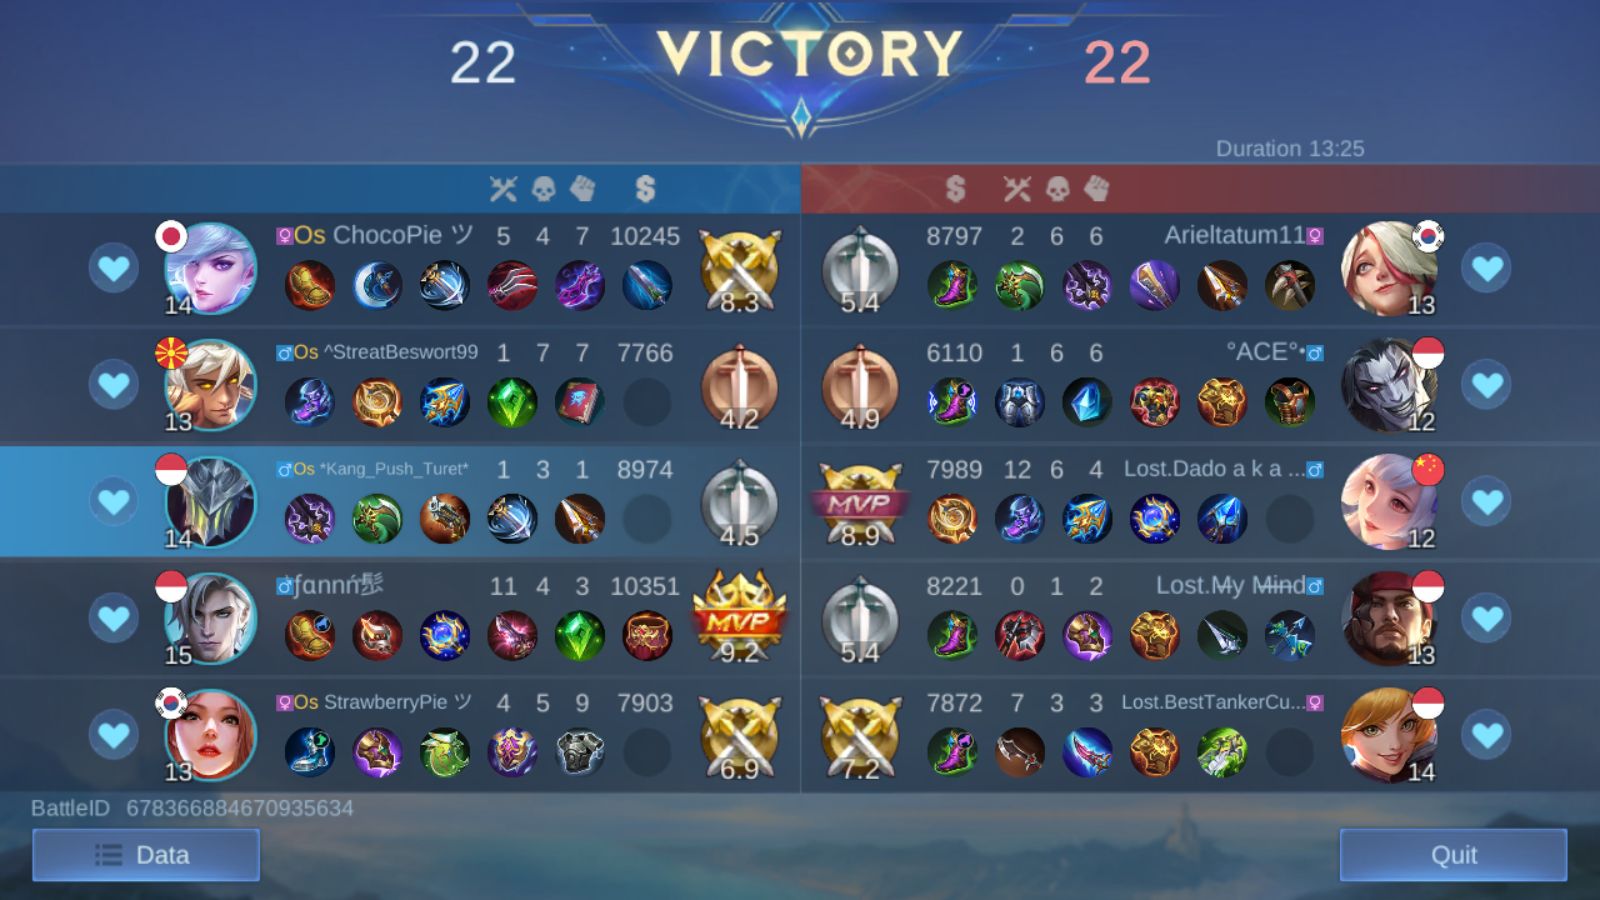 22 VICTORY 22
Duration 13:25
Os ChocoPie ツ 5 4 7 10245
14 8.3
8797 2 6 6 Arieltatum11
5.4 13
Os ^StreatBeswort99 1 7 7 7766
13 4.2
6110 1 6 6 °ACE°•
4.9 12
Os *Kang_Push_Turet* 1 3 1 8974
14 4.5
7989 12 6 4 Lost.Dado a k a ...
MVP 8.9 12
11 4 3 10351
15 MVP 9.2
8221 0 1 2 Lost.My Mind
5.4 13
Os StrawberryPie ツ 4 5 9 7903
13 6.9
7872 7 3 3 Lost.BestTankerCu...
7.2 14
BattleID 678366884670935634
Data Quit